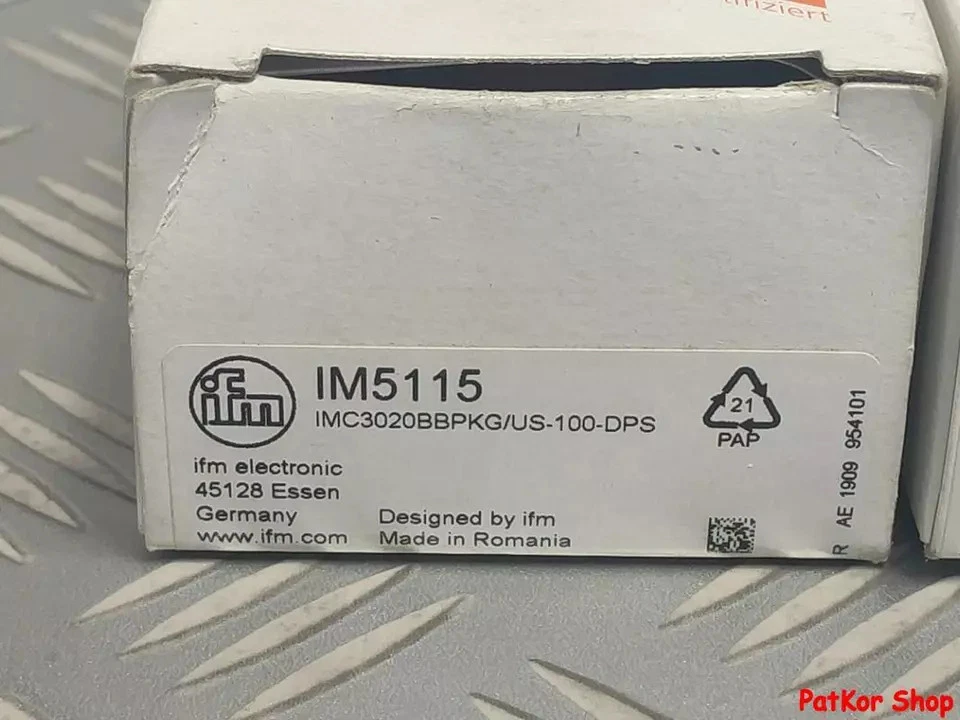 ifiziert
ifm
IM5115
IMC3020BBPKG/US-100-DPS
21
PAP
ifm electronic
45128 Essen
Germany
www.ifm.com
Designed by ifm
Made in Romania
R AE 1909 954101
PatKor Shop